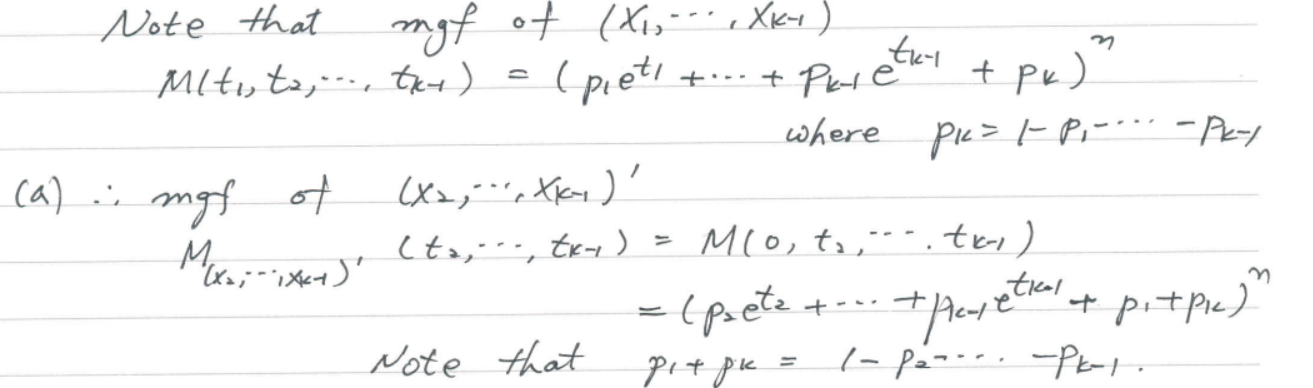 Note that mgf of (X₁, ⋯, Xₖ₋₁)
M(t₁, t₂, ⋯, tₖ₋₁) = (p₁e^{t₁} + ⋯ + pₖ₋₁e^{tₖ₋₁} + pₖ)ⁿ
where pₖ = 1 - p₁ - ⋯ - pₖ₋₁
(a) ∴ mgf of (X₂, ⋯, Xₖ₋₁)′
M_{(X₂, ⋯, Xₖ₋₁)′} (t₂, ⋯, tₖ₋₁) = M(0, t₂, ⋯, tₖ₋₁)
= (p₂e^{t₂} + ⋯ + pₖ₋₁e^{tₖ₋₁} + p₁ + pₖ)ⁿ
Note that p₁ + pₖ = 1 - p₂ - ⋯ - pₖ₋₁.